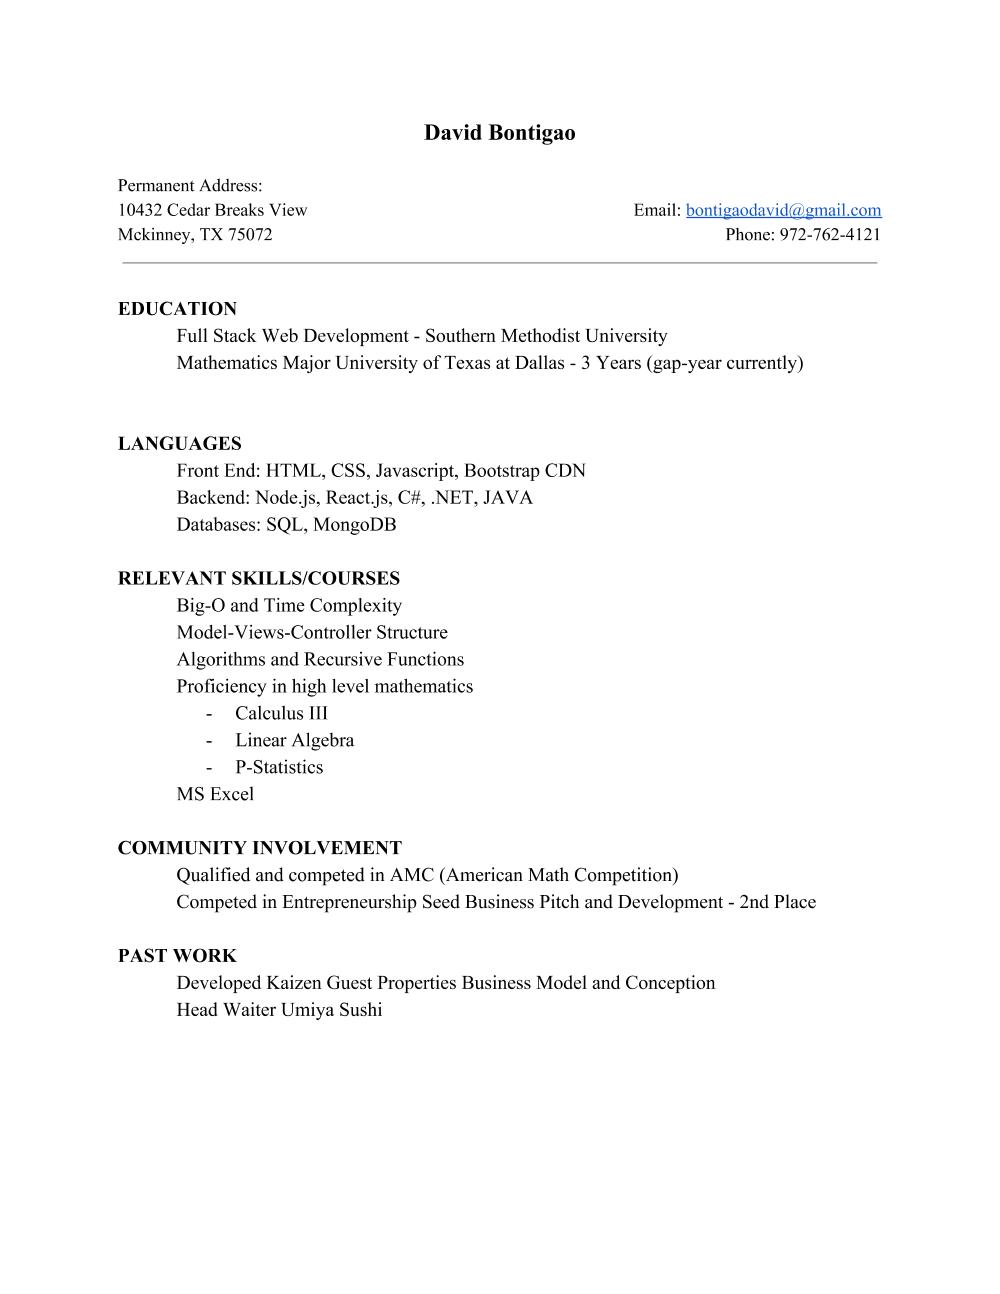 David Bontigao
Permanent Address:
10432 Cedar Breaks View
Email: bontigaodavid@gmail.com
Mckinney, TX 75072
Phone: 972-762-4121
EDUCATION
Full Stack Web Development - Southern Methodist University
Mathematics Major University of Texas at Dallas - 3 Years (gap-year currently)
LANGUAGES
Front End: HTML, CSS, Javascript, Bootstrap CDN
Backend: Node.js, React.js, C#, .NET, JAVA
Databases: SQL, MongoDB
RELEVANT SKILLS/COURSES
Big-O and Time Complexity
Model-Views-Controller Structure
Algorithms and Recursive Functions
Proficiency in high level mathematics
- Calculus III
- Linear Algebra
- P-Statistics
MS Excel
COMMUNITY INVOLVEMENT
Qualified and competed in AMC (American Math Competition)
Competed in Entrepreneurship Seed Business Pitch and Development - 2nd Place
PAST WORK
Developed Kaizen Guest Properties Business Model and Conception
Head Waiter Umiya Sushi